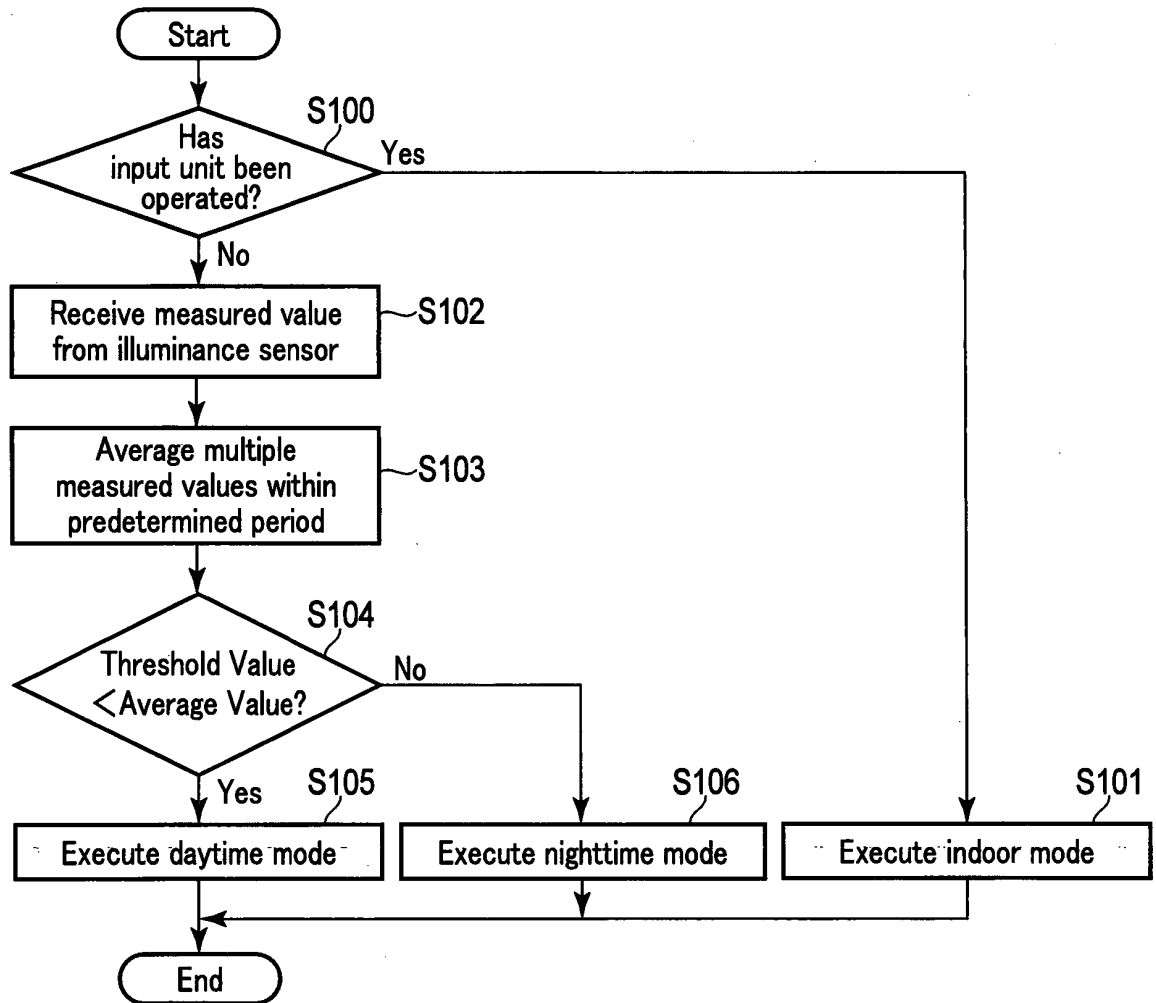 Start
S100
Has
input unit been
operated?
Yes
No
Receive measured value
from illuminance sensor
S102
Average multiple
measured values within
predetermined period
S103
S104
Threshold Value
<Average Value?
No
Yes
S105
Execute daytime mode
S106
Execute nighttime mode
S101
Execute indoor mode
End